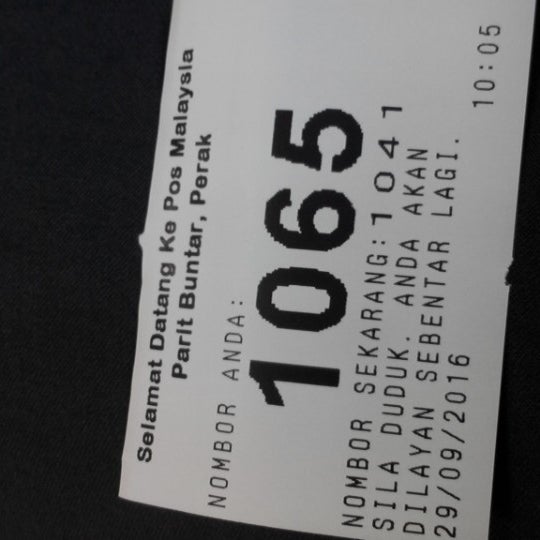 Selamat Datang Ke Pos Malaysia
Parit Buntar, Perak
NOMBOR ANDA:
1065
NOMBOR SEKARANG:1041
SILA DUDUK. ANDA AKAN
DILAYAN SEBENTAR LAGI.
29/09/2016 10:05